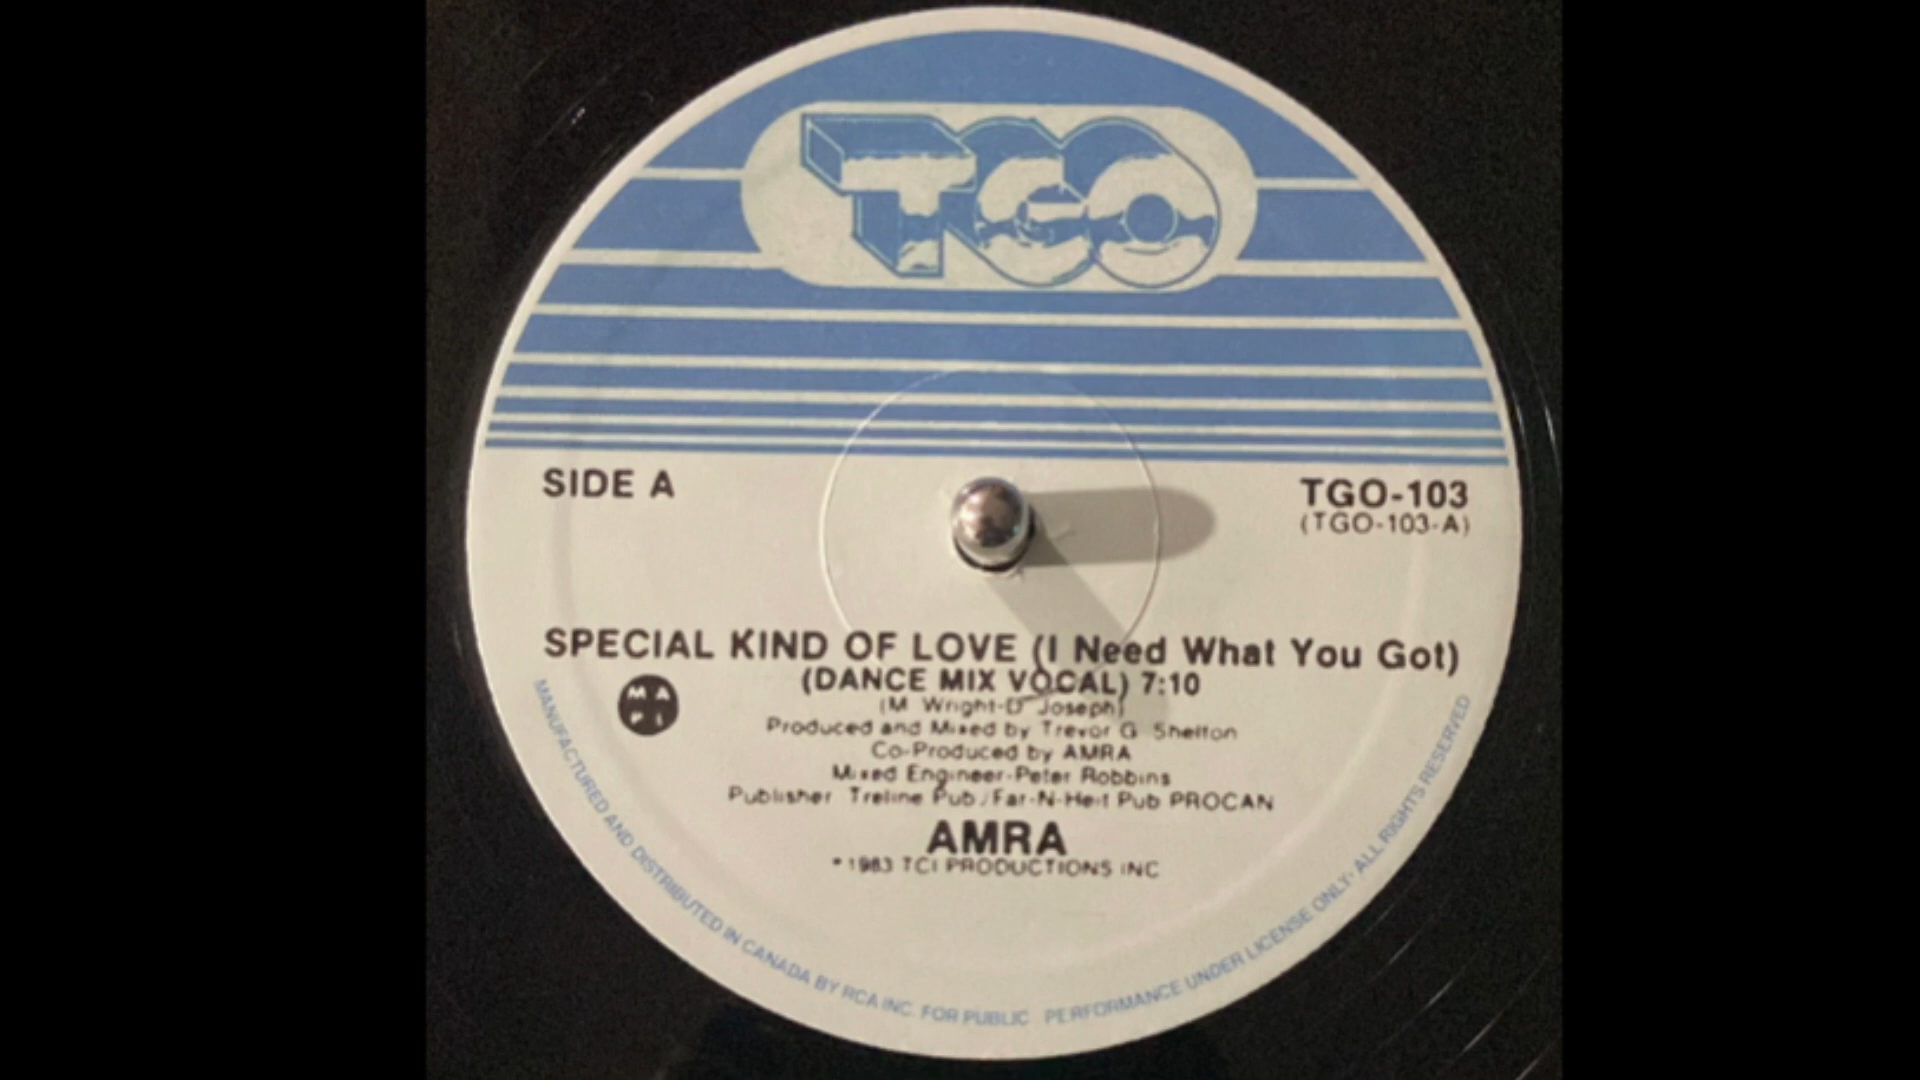 TGO
SIDE A
TGO-103
(TGO-103-A)
SPECIAL KIND OF LOVE (I Need What You Got)
(DANCE MIX VOCAL) 7:10
M A
P L
(M. Wright-D. Joseph)
Produced and Mixed by Trevor G. Shelton
Co-Produced by AMRA
Mixed Engineer-Peter Robbins
Publisher Treline Pub./Far-N-Heit Pub PROCAN
AMRA
1983 TCI PRODUCTIONS INC
MANUFACTURED AND DISTRIBUTED IN CANADA BY RCA INC. FOR PUBLIC PERFORMANCE UNDER LICENSE ONLY. ALL RIGHTS RESERVED